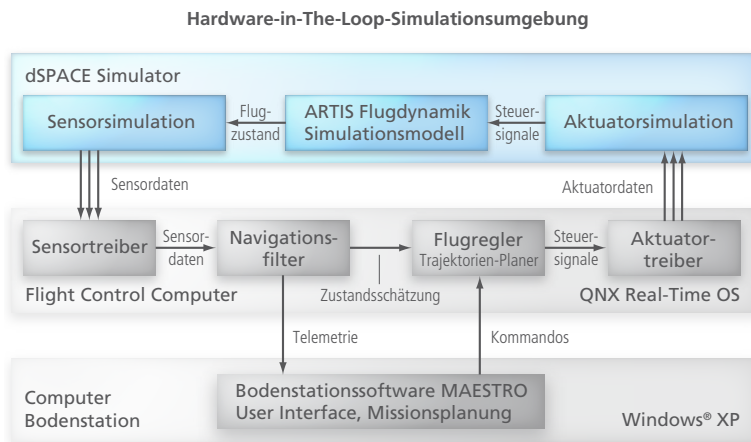 Hardware-in-The-Loop-Simulationsumgebung
dSPACE Simulator
Sensorsimulation
Flug-
zustand
ARTIS Flugdynamik
Simulationsmodell
Steuer-
signale
Aktuatorsimulation
Sensordaten
Aktuatordaten
Sensortreiber
Sensor-
daten
Navigations-
filter
Zustandsschätzung
Flugregler
Trajektorien-Planer
Steuer-
signale
Aktuator-
treiber
Flight Control Computer
QNX Real-Time OS
Telemetrie
Kommandos
Computer
Bodenstation
Bodenstationssoftware MAESTRO
User Interface, Missionsplanung
Windows® XP